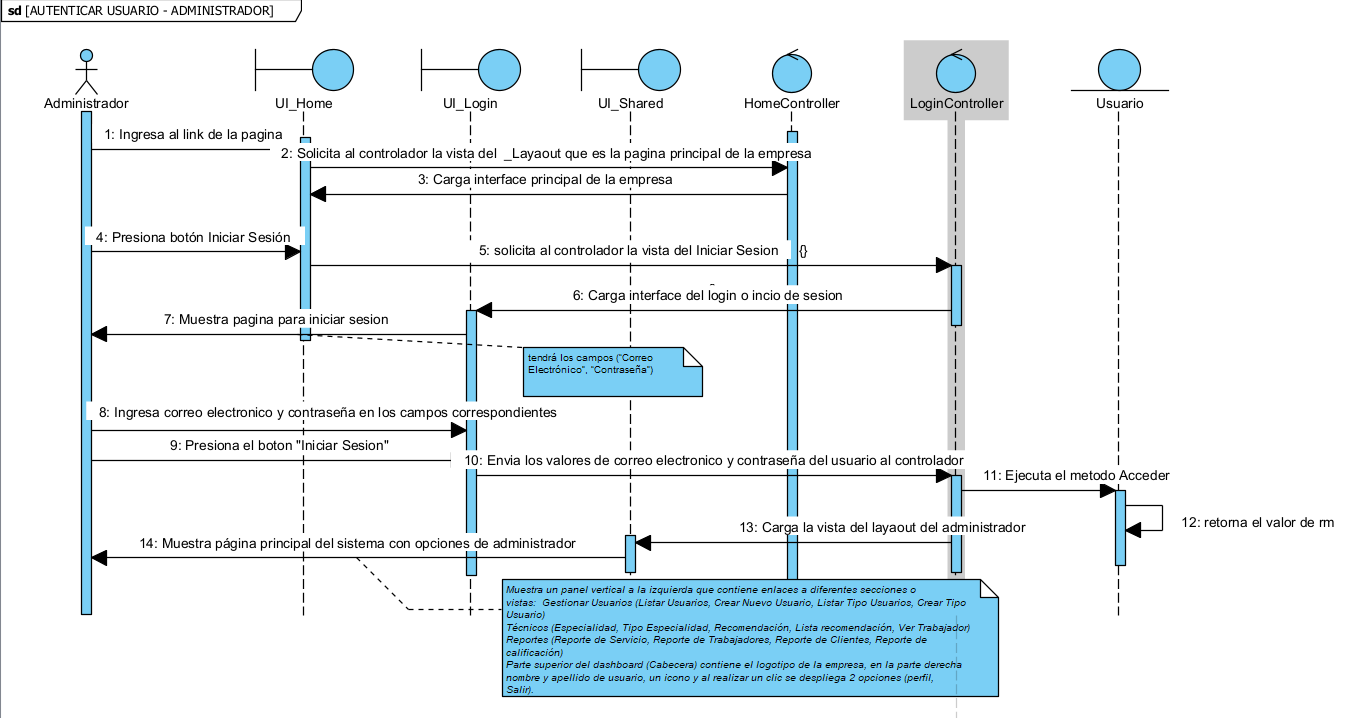 sd [AUTENTICAR USUARIO - ADMINISTRADOR]
Administrador
UI_Home
UI_Login
UI_Shared
HomeController
LoginController
Usuario
1: Ingresa al link de la pagina
2: Solicita al controlador la vista del _Layaout que es la pagina principal de la empresa
3: Carga interface principal de la empresa
4: Presiona botón Iniciar Sesión
5: solicita al controlador la vista del Iniciar Sesion {}
6: Carga interface del login o incio de sesion
7: Muestra pagina para iniciar sesion
tendrá los campos ("Correo
Electrónico", "Contraseña")
8: Ingresa correo electronico y contraseña en los campos correspondientes
9: Presiona el boton "Iniciar Sesion"
10: Envia los valores de correo electronico y contraseña del usuario al controlador
11: Ejecuta el metodo Acceder
12: retorna el valor de rm
13: Carga la vista del layaout del administrador
14: Muestra página principal del sistema con opciones de administrador
Muestra un panel vertical a la izquierda que contiene enlaces a diferentes secciones o
vistas: Gestionar Usuarios (Listar Usuarios, Crear Nuevo Usuario, Listar Tipo Usuarios, Crear Tipo
Usuario)
Técnicos (Especialidad, Tipo Especialidad, Recomendación, Lista recomendación, Ver Trabajador)
Reportes (Reporte de Servicio, Reporte de Trabajadores, Reporte de Clientes, Reporte de
calificación)
Parte superior del dashboard (Cabecera) contiene el logotipo de la empresa, en la parte derecha
nombre y apellido de usuario, un icono y al realizar un clic se despliega 2 opciones (perfil,
Salir).